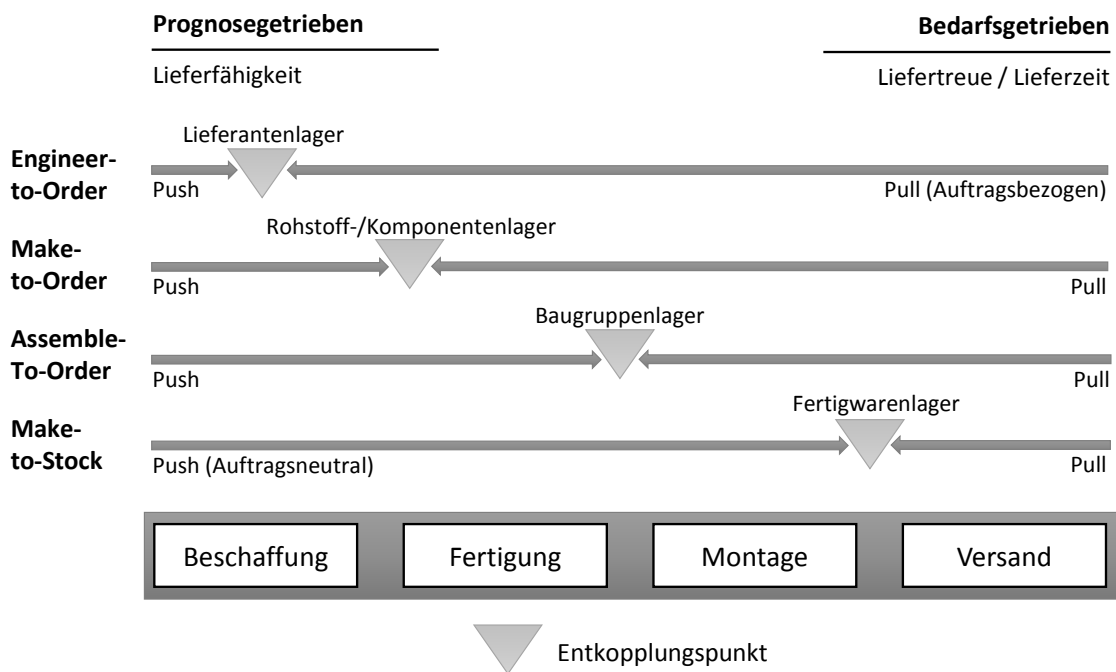 Prognosegetrieben
Bedarfsgetrieben
Lieferfähigkeit
Liefertreue / Lieferzeit
Lieferantenlager
Engineer-
to-Order
Push
Pull (Auftragsbezogen)
Rohstoff-/Komponentenlager
Make-
to-Order
Push
Pull
Baugruppenlager
Assemble-
To-Order
Push
Pull
Fertigwarenlager
Make-
to-Stock
Push (Auftragsneutral)
Pull
Beschaffung
Fertigung
Montage
Versand
Entkopplungspunkt